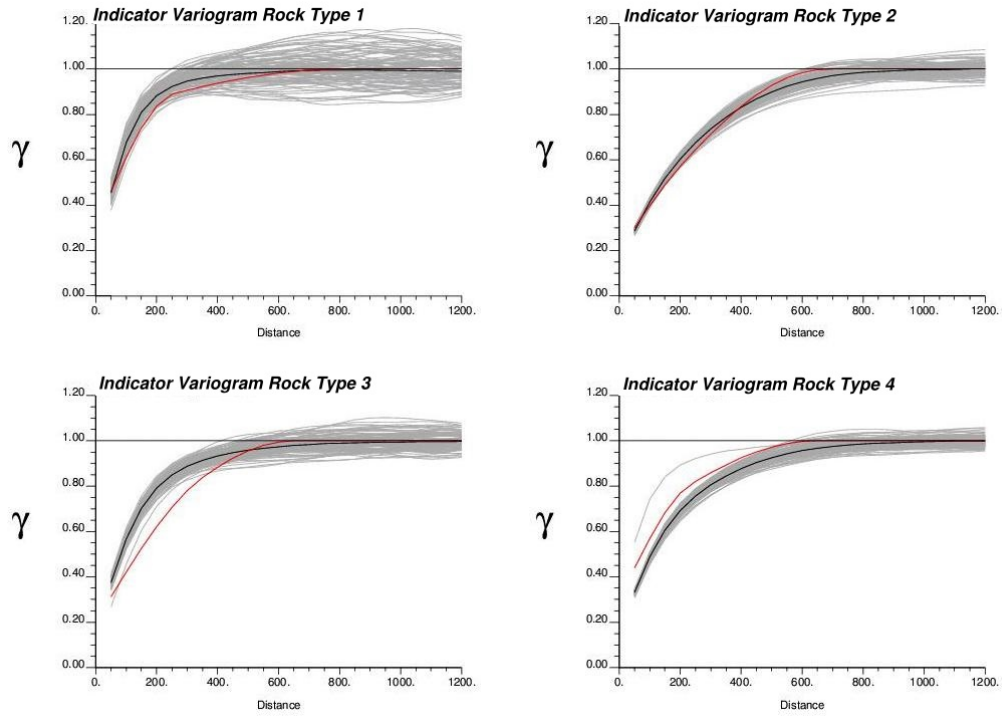 Indicator Variogram Rock Type 1
1.20.
1.00
0.80
0.60
0.40
0.20
0.00
γ
0. 200. 400. 600. 800. 1000. 1200.
Distance
Indicator Variogram Rock Type 2
1.20
1.00
0.80
0.60
0.40
0.20
0.00
γ
0. 200. 400. 600. 800. 1000. 1200.
Distance
Indicator Variogram Rock Type 3
1.20
1.00
0.80
0.60
0.40
0.20
0.00
γ
0. 200. 400. 600. 800. 1000. 1200.
Distance
Indicator Variogram Rock Type 4
1.20
1.00
0.80
0.60
0.40
0.20
0.00
γ
0. 200. 400. 600. 800. 1000. 1200.
Distance